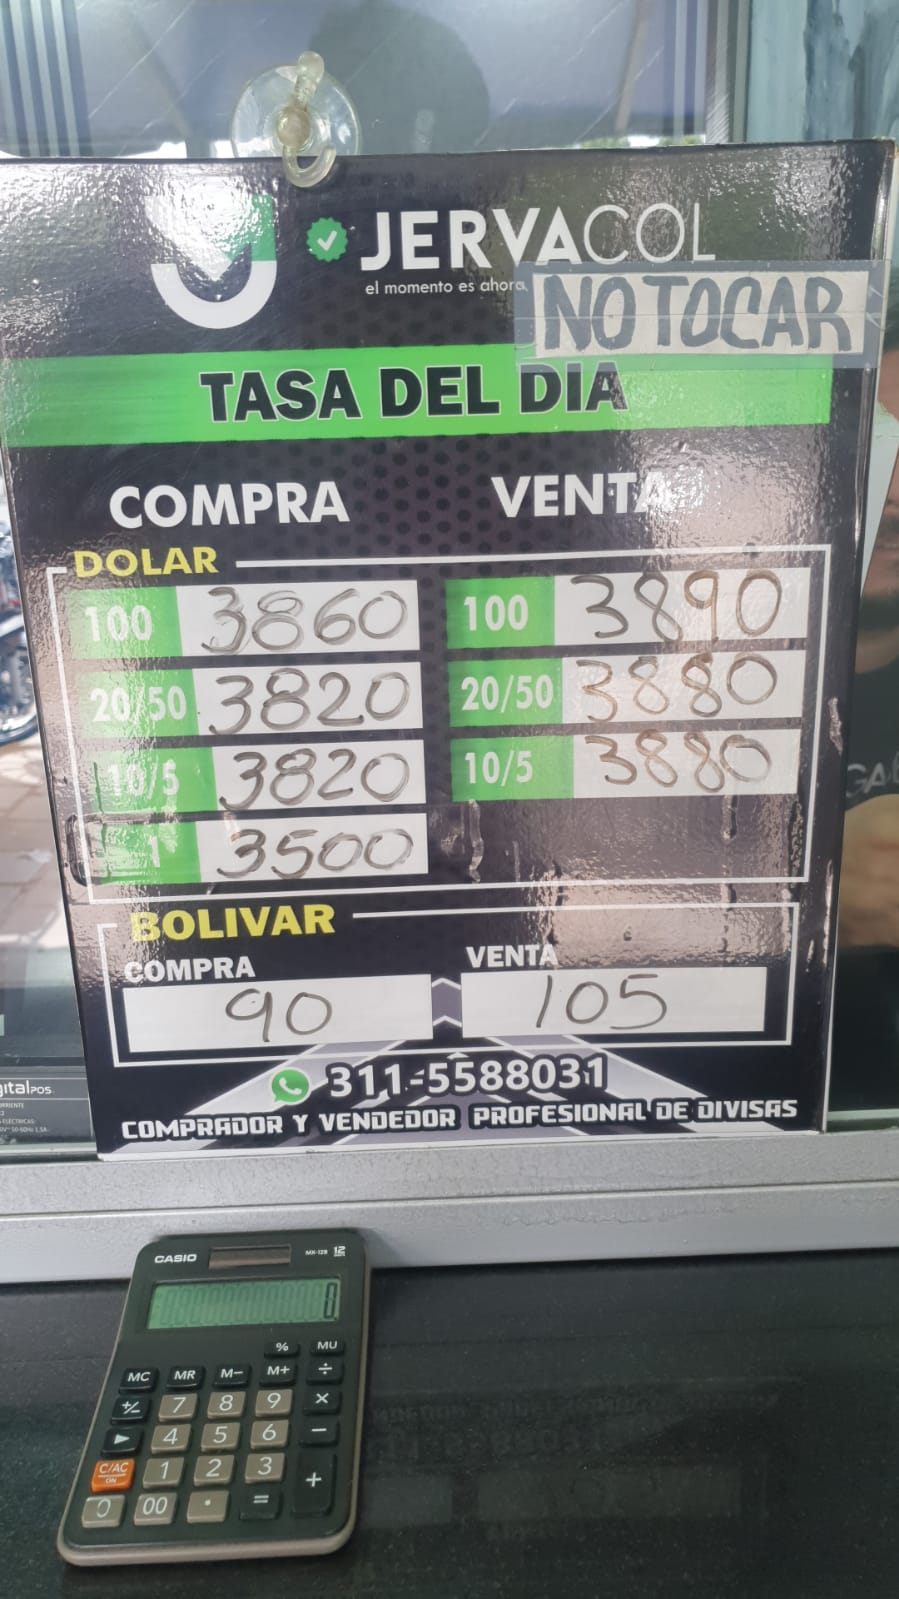 JERVACOL
el momento es ahora
NO TOCAR
TASA DEL DIA
COMPRA VENTA
DOLAR
100 3860 100 3890
20/50 3820 20/50 3880
10/5 3820 10/5 3880
1 3500
BOLIVAR
COMPRA VENTA
90 105
311-5588031
COMPRADOR Y VENDEDOR PROFESIONAL DE DIVISAS
CASIO
0.
% MU
MC MR M− M+ ÷
+/− 7 8 9 ×
▶ 4 5 6 −
C/AC ON 1 2 3 +
0 00 · =